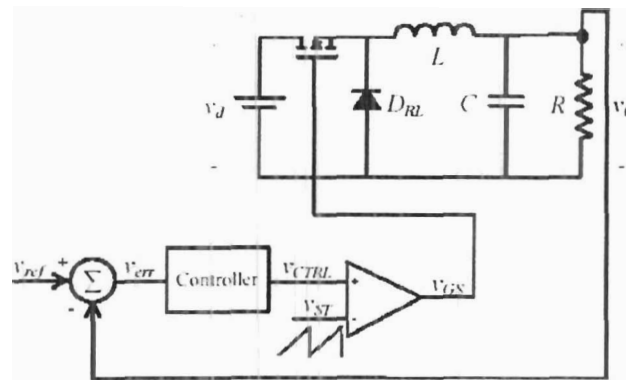 L
v_d
D_RL
C
R
v_ref
+
Σ
-
v_err
Controller
v_CTRL
v_ST
+
-
v_GS